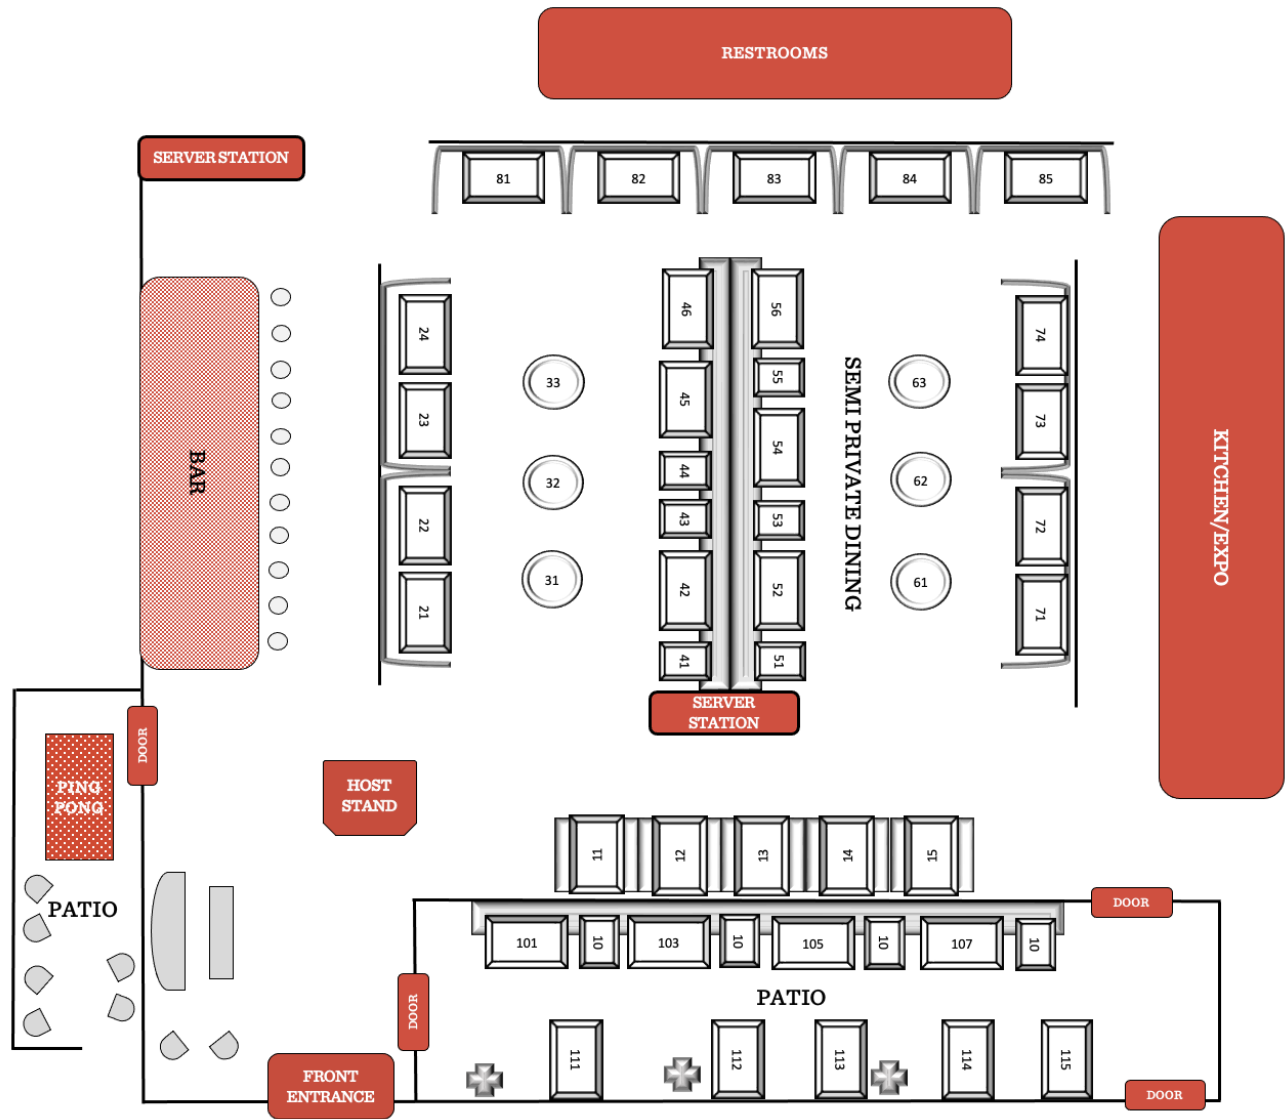 RESTROOMS
SERVER STATION
81
82
83
84
85
24
23
22
21
33
32
31
46
45
44
43
42
41
56
55
54
53
52
51
SEMI PRIVATE DINING
63
62
61
74
73
72
71
BAR
KITCHEN/EXPO
SERVER
STATION
DOOR
PING
PONG
HOST
STAND
PATIO
11
12
13
14
15
DOOR
101
10
103
10
105
10
107
10
DOOR
PATIO
111
112
113
114
115
FRONT
ENTRANCE
DOOR